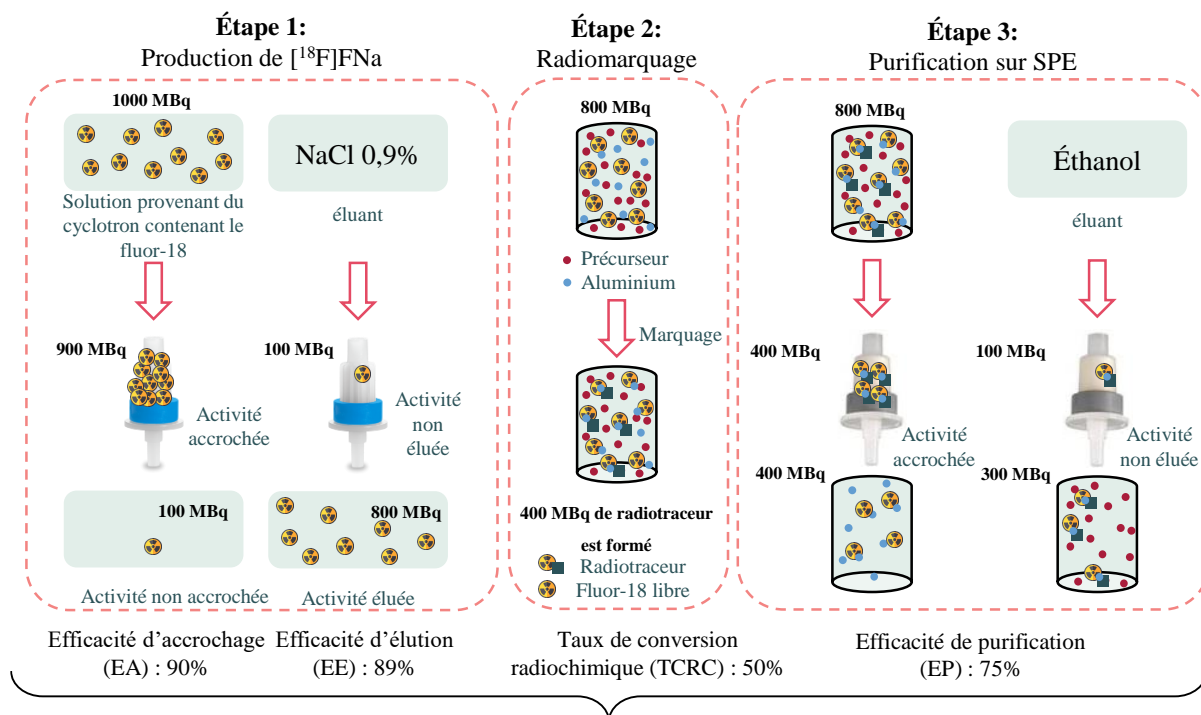 Étape 1:
Production de [¹⁸F]FNa
1000 MBq
Solution provenant du
cyclotron contenant le
fluor-18
NaCl 0,9%
éluant
900 MBq
Activité
accrochée
100 MBq
Activité
non
éluée
100 MBq
Activité non accrochée
800 MBq
Activité éluée
Efficacité d’accrochage
(EA) : 90%
Efficacité d’élution
(EE) : 89%
Étape 2:
Radiomarquage
800 MBq
Précurseur
Aluminium
Marquage
400 MBq de radiotraceur
est formé
Radiotraceur
Fluor-18 libre
Taux de conversion
radiochimique (TCRC) : 50%
Étape 3:
Purification sur SPE
800 MBq
Éthanol
éluant
400 MBq
Activité
accrochée
100 MBq
Activité
non éluée
400 MBq
300 MBq
Efficacité de purification
(EP) : 75%